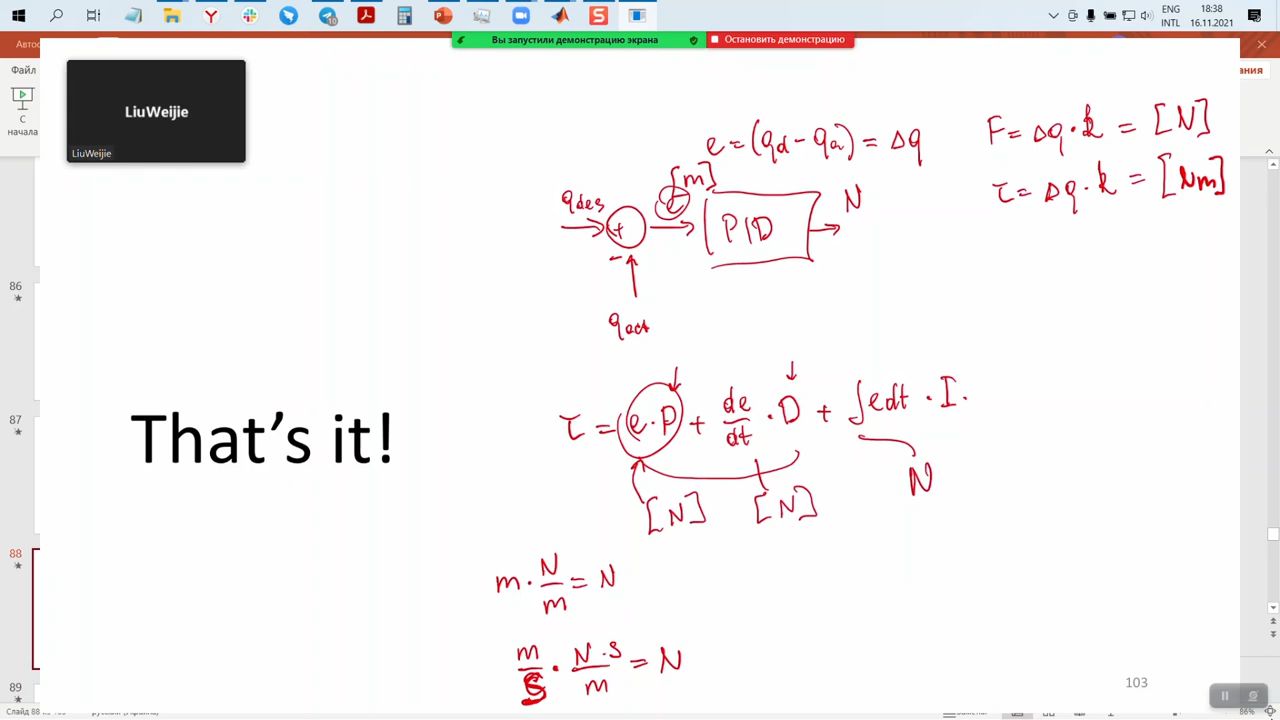 18:38
ENG
INTL
16.11.2021
Вы запустили демонстрацию экрана
Остановить демонстрацию
Файл
С
начала
LiuWeijie
LiuWeijie
e = (qd - qa) = Δq
F = Δq · k = [N]
τ = Δq · k = [Nm]
[m]
qdes
e
+
PID
N
-
qact
86
87
88
89
That's it!
τ = e · P + de/dt · D + ∫edt · I.
[N]
[N]
N
m · N/m = N
m/S · N·s/m = N
103
86%